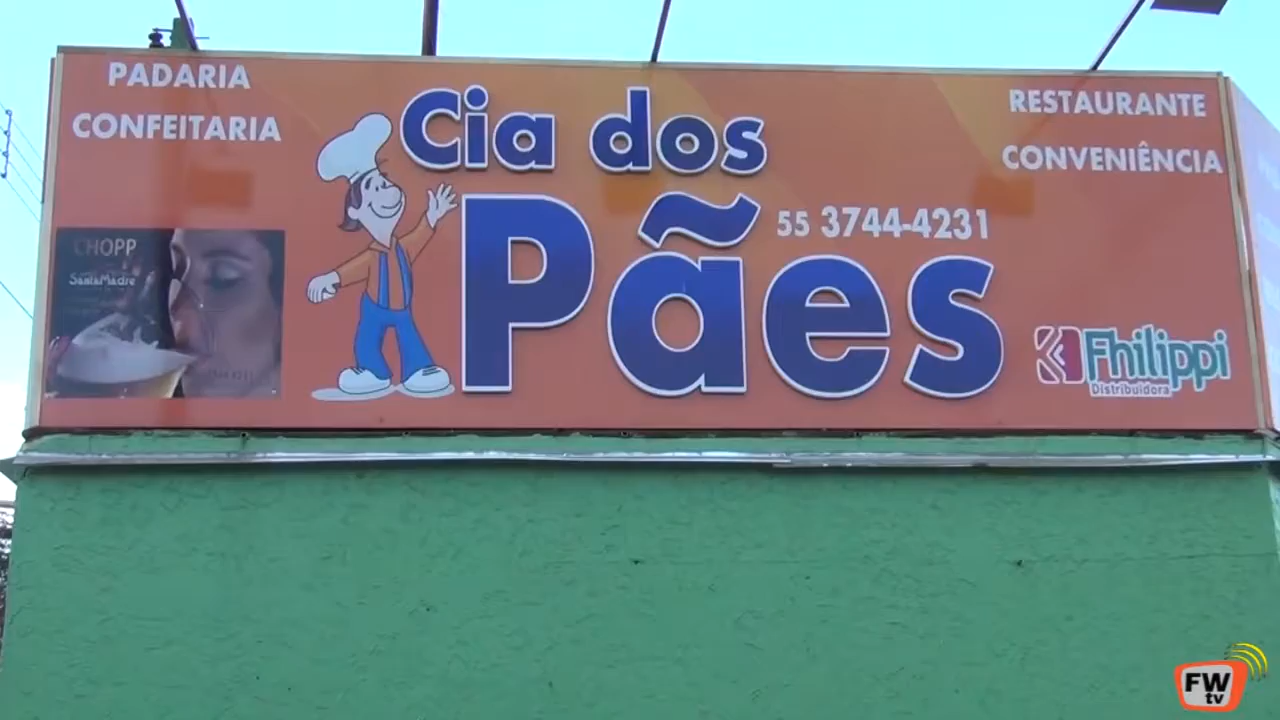 PADARIA
CONFEITARIA
Cia dos
Pães
55 3744-4231
RESTAURANTE
CONVENIÊNCIA
CHOPP
SantaMadre
Fhilippi
Distribuidora
FW
tv